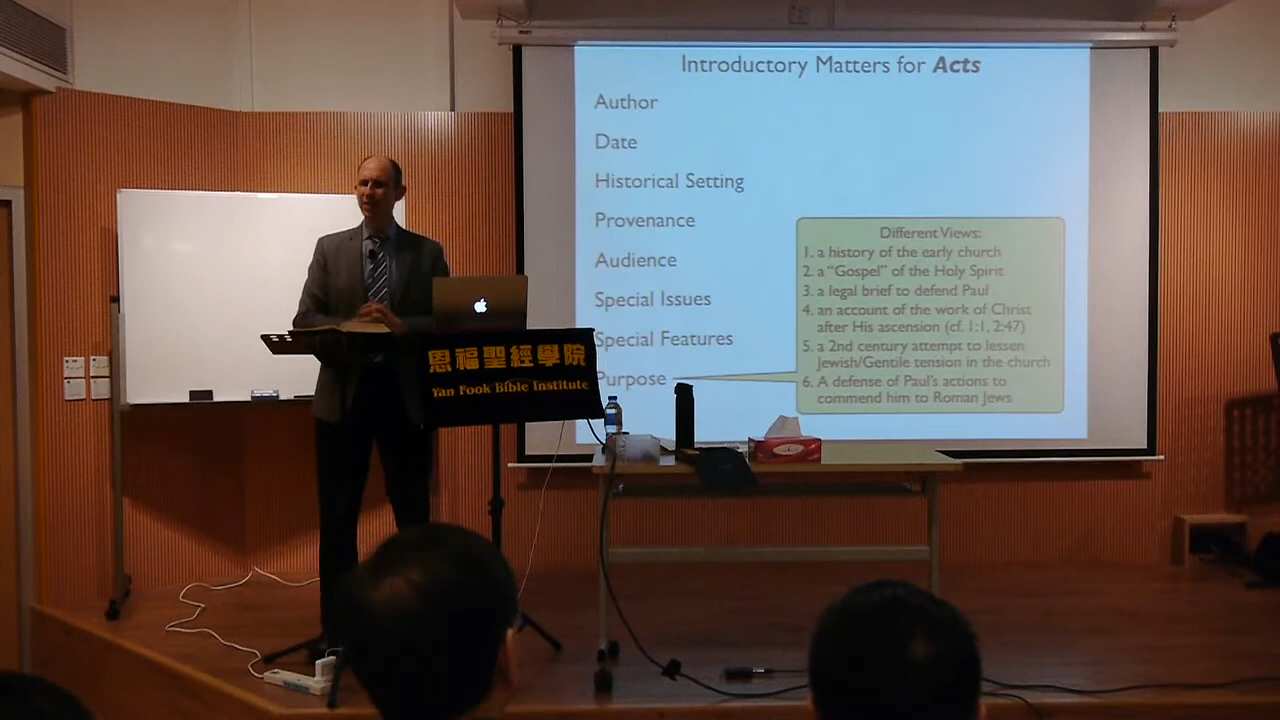 Introductory Matters for Acts
Author
Date
Historical Setting
Provenance
Audience
Special Issues
Special Features
Purpose
Different Views:
1. a history of the early church
2. a “Gospel” of the Holy Spirit
3. a legal brief to defend Paul
4. an account of the work of Christ
after His ascension (cf. 1:1, 2:47)
5. a 2nd century attempt to lessen
Jewish/Gentile tension in the church
6. A defense of Paul's actions to
commend him to Roman Jews
恩福聖經學院
Yan Fook Bible Institute